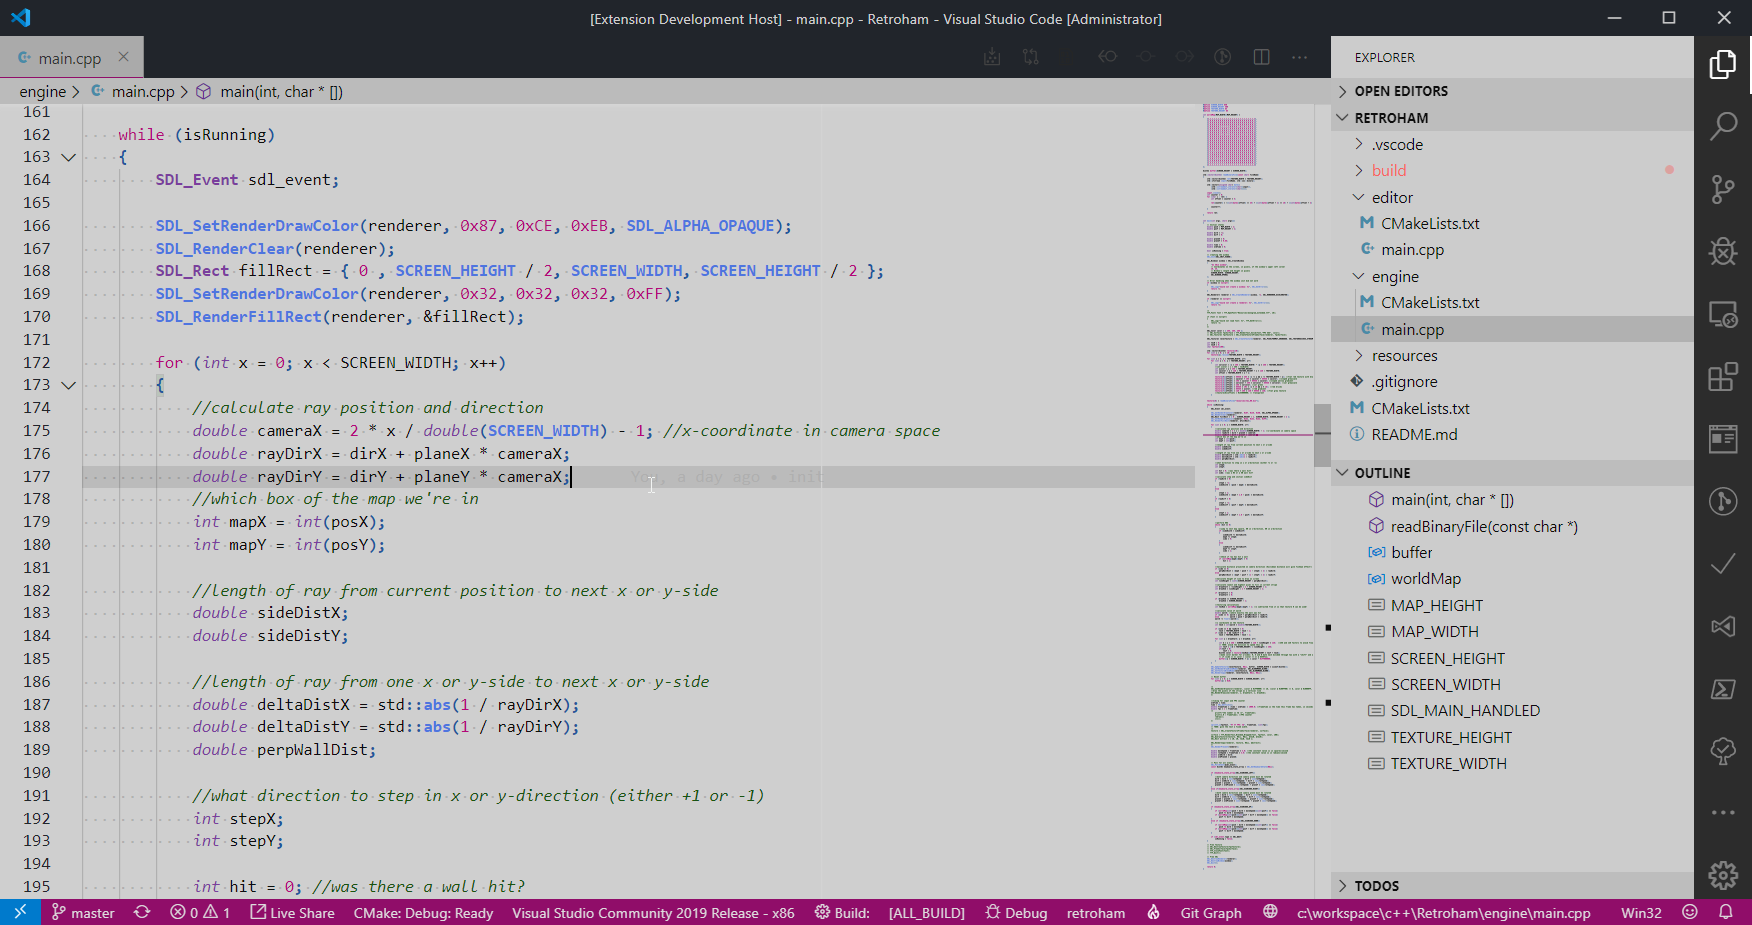 [Extension Development Host] - main.cpp - Retroham - Visual Studio Code [Administrator]
main.cpp
engine > main.cpp > main(int, char * [])
161
162 while (isRunning)
163 {
164 SDL_Event sdl_event;
165
166 SDL_SetRenderDrawColor(renderer, 0x87, 0xCE, 0xEB, SDL_ALPHA_OPAQUE);
167 SDL_RenderClear(renderer);
168 SDL_Rect fillRect = { 0 , SCREEN_HEIGHT / 2, SCREEN_WIDTH, SCREEN_HEIGHT / 2 };
169 SDL_SetRenderDrawColor(renderer, 0x32, 0x32, 0x32, 0xFF);
170 SDL_RenderFillRect(renderer, &fillRect);
171
172 for (int x = 0; x < SCREEN_WIDTH; x++)
173 {
174 //calculate ray position and direction
175 double cameraX = 2 * x / double(SCREEN_WIDTH) - 1; //x-coordinate in camera space
176 double rayDirX = dirX + planeX * cameraX;
177 double rayDirY = dirY + planeY * cameraX; You, a day ago • init
178 //which box of the map we're in
179 int mapX = int(posX);
180 int mapY = int(posY);
181
182 //length of ray from current position to next x or y-side
183 double sideDistX;
184 double sideDistY;
185
186 //length of ray from one x or y-side to next x or y-side
187 double deltaDistX = std::abs(1 / rayDirX);
188 double deltaDistY = std::abs(1 / rayDirY);
189 double perpWallDist;
190
191 //what direction to step in x or y-direction (either +1 or -1)
192 int stepX;
193 int stepY;
194
195 int hit = 0; //was there a wall hit?
EXPLORER
OPEN EDITORS
RETROHAM
.vscode
build
editor
CMakeLists.txt
main.cpp
engine
CMakeLists.txt
main.cpp
resources
.gitignore
CMakeLists.txt
README.md
OUTLINE
main(int, char * [])
readBinaryFile(const char *)
buffer
worldMap
MAP_HEIGHT
MAP_WIDTH
SCREEN_HEIGHT
SCREEN_WIDTH
SDL_MAIN_HANDLED
TEXTURE_HEIGHT
TEXTURE_WIDTH
TODOS
master 0 1 Live Share CMake: Debug: Ready Visual Studio Community 2019 Release - x86 Build: [ALL_BUILD] Debug retroham Git Graph c:\workspace\c++\Retroham\engine\main.cpp Win32